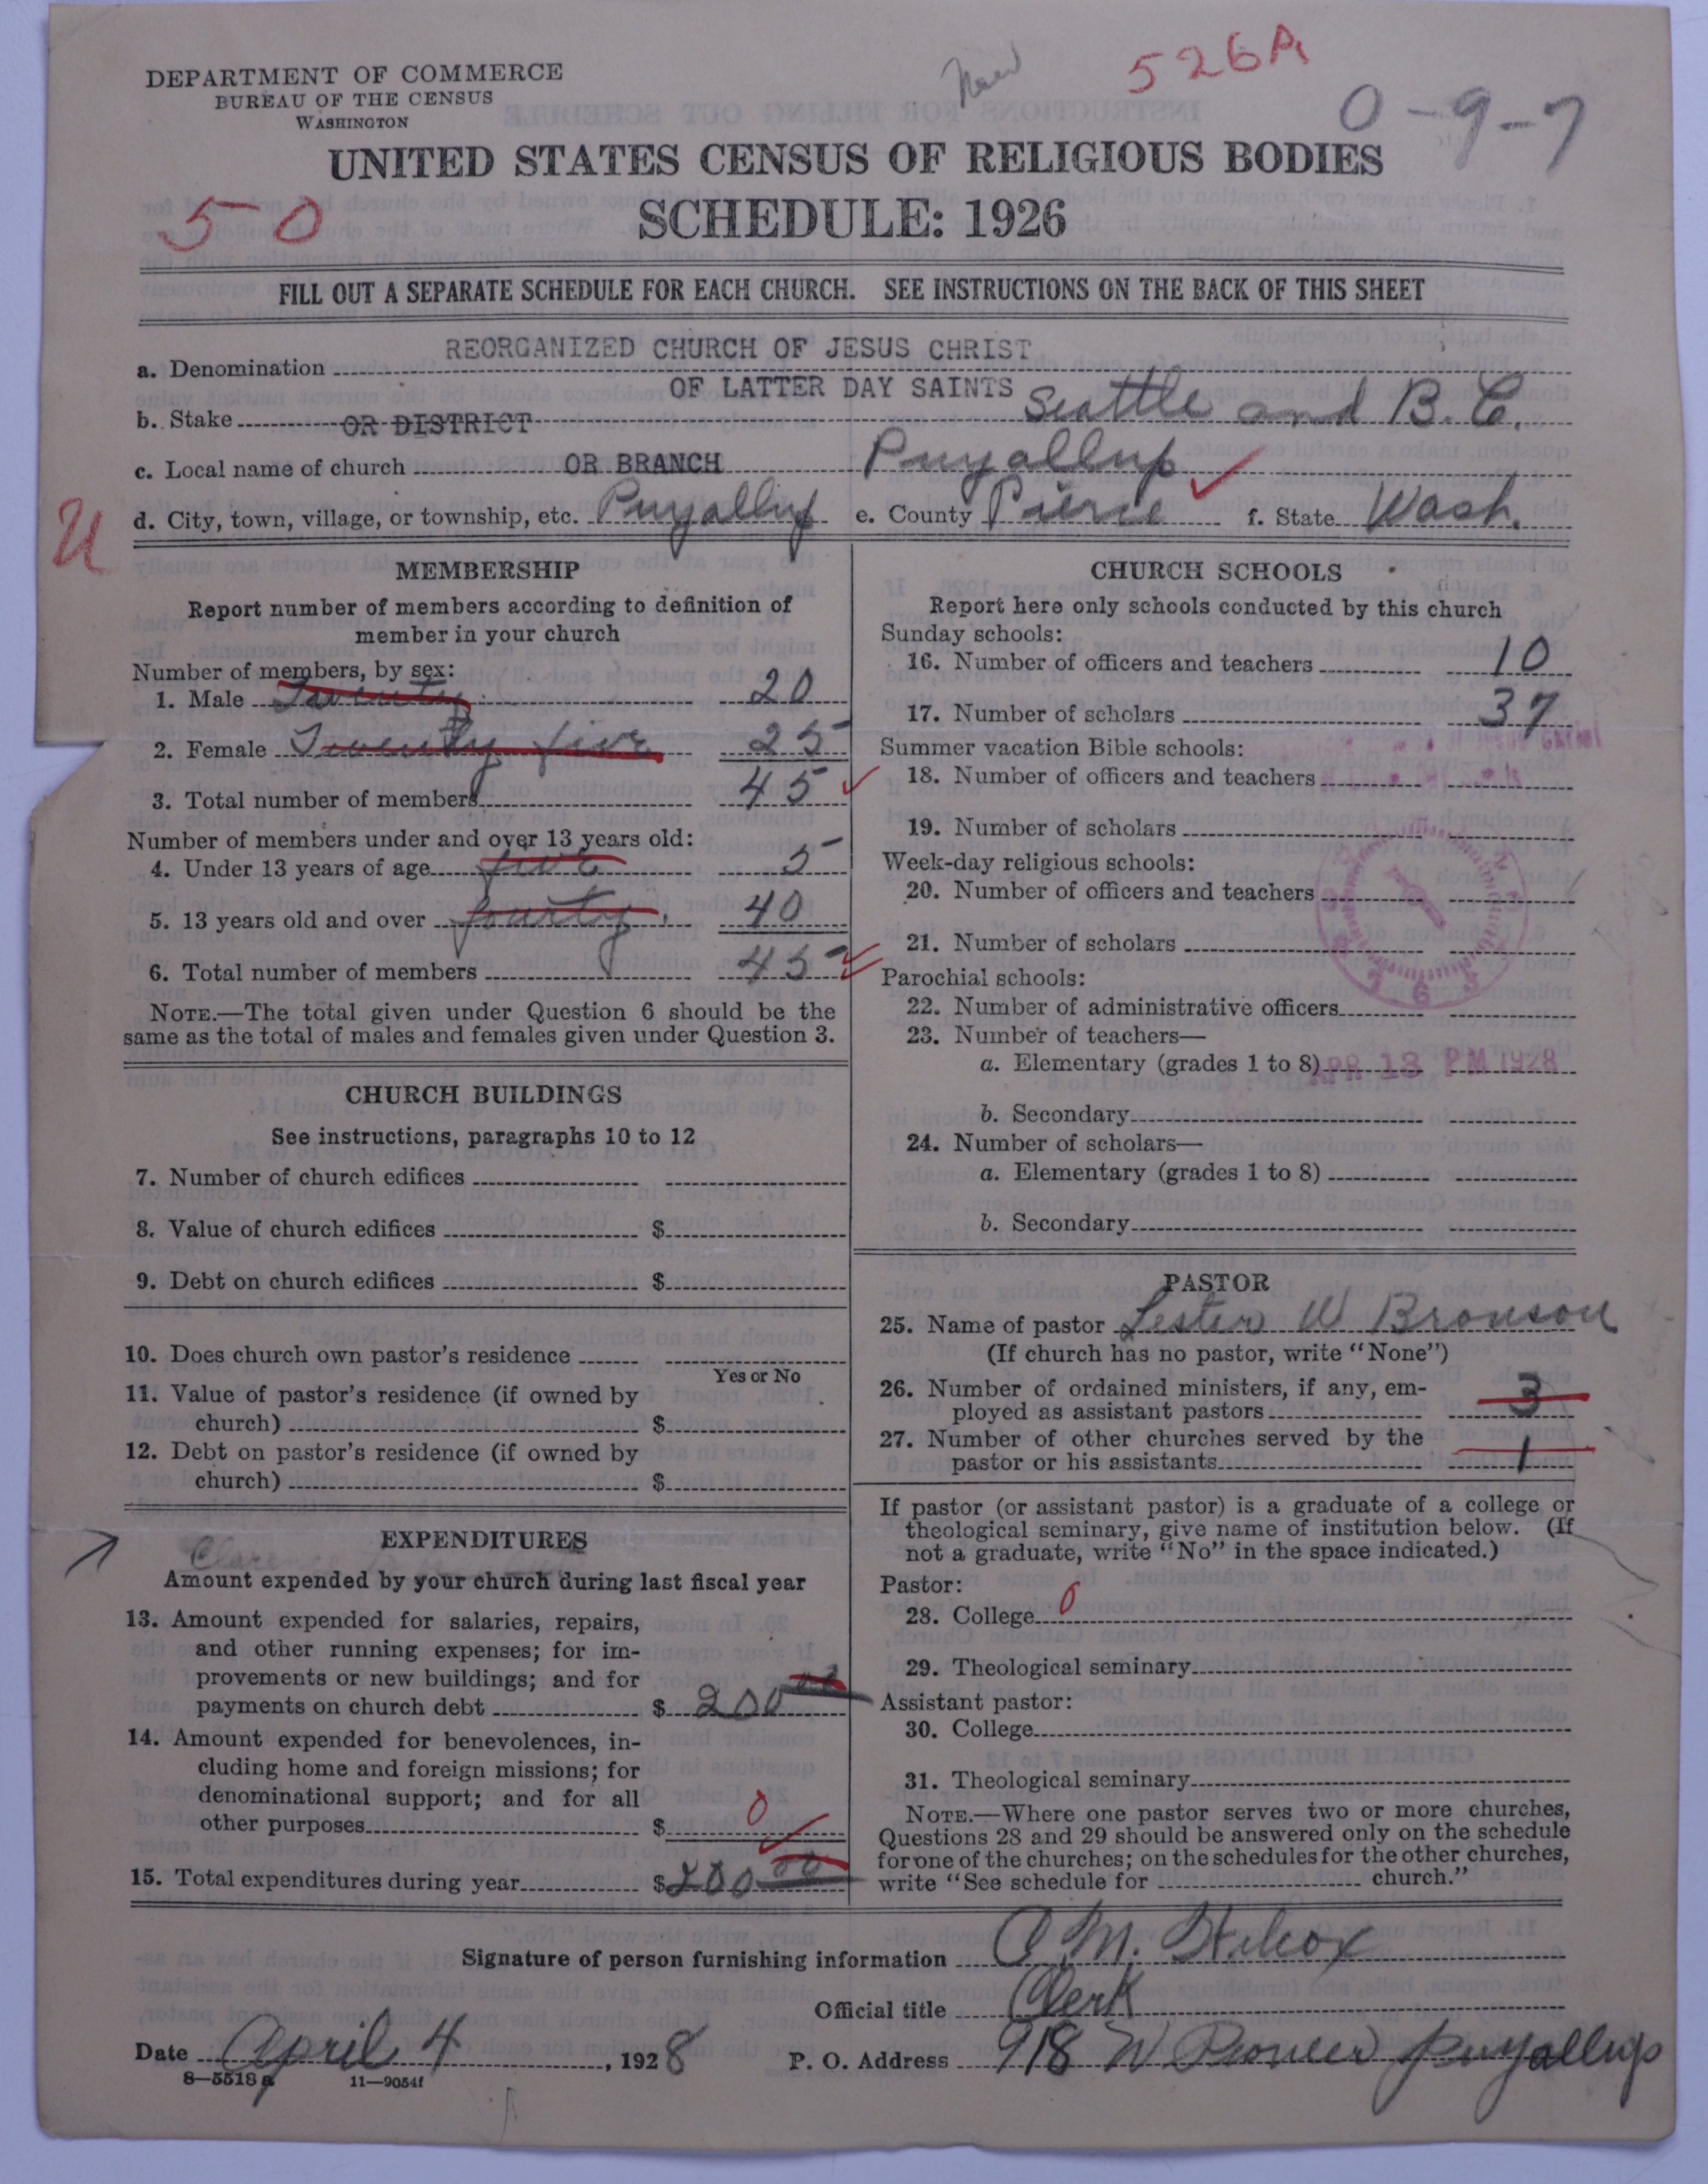 DEPARTMENT OF COMMERCE
BUREAU OF THE CENSUS
WASHINGTON
526A
0-9-7
UNITED STATES CENSUS OF RELIGIOUS BODIES
50
SCHEDULE: 1926
FILL OUT A SEPARATE SCHEDULE FOR EACH CHURCH. SEE INSTRUCTIONS ON THE BACK OF THIS SHEET
a. Denomination REORGANIZED CHURCH OF JESUS CHRIST
OF LATTER DAY SAINTS
b. Stake OR DISTRICT Seattle and B.C.
c. Local name of church OR BRANCH Puyallup
d. City, town, village, or township, etc. Puyallup e. County Pierce f. State Wash.
U
MEMBERSHIP
Report number of members according to definition of
member in your church
Number of members, by sex:
1. Male Twenty 20
2. Female Twenty five 25
3. Total number of members 45
Number of members under and over 13 years old:
4. Under 13 years of age five 5
5. 13 years old and over fourty 40
6. Total number of members 45
NOTE.—The total given under Question 6 should be the
same as the total of males and females given under Question 3.
CHURCH BUILDINGS
See instructions, paragraphs 10 to 12
7. Number of church edifices
8. Value of church edifices $
9. Debt on church edifices $
10. Does church own pastor's residence
Yes or No
11. Value of pastor's residence (if owned by
church) $
12. Debt on pastor's residence (if owned by
church) $
EXPENDITURES
Amount expended by your church during last fiscal year
13. Amount expended for salaries, repairs,
and other running expenses; for im-
provements or new buildings; and for
payments on church debt $ 200 00
14. Amount expended for benevolences, in-
cluding home and foreign missions; for
denominational support; and for all
other purposes $ 0
15. Total expenditures during year $ 200 00
CHURCH SCHOOLS
Report here only schools conducted by this church
Sunday schools:
16. Number of officers and teachers 10
17. Number of scholars 37
Summer vacation Bible schools:
18. Number of officers and teachers
19. Number of scholars
Week-day religious schools:
20. Number of officers and teachers
21. Number of scholars
Parochial schools:
22. Number of administrative officers
23. Number of teachers—
a. Elementary (grades 1 to 8)
APR 13 PM 1928
b. Secondary
24. Number of scholars—
a. Elementary (grades 1 to 8)
b. Secondary
PASTOR
25. Name of pastor Lester W Bronson
(If church has no pastor, write "None")
26. Number of ordained ministers, if any, em-
ployed as assistant pastors 3
27. Number of other churches served by the
pastor or his assistants 1
If pastor (or assistant pastor) is a graduate of a college or
theological seminary, give name of institution below. (If
not a graduate, write "No" in the space indicated.)
Pastor:
28. College 0
29. Theological seminary
Assistant pastor:
30. College
31. Theological seminary
NOTE.—Where one pastor serves two or more churches,
Questions 28 and 29 should be answered only on the schedule
for one of the churches; on the schedules for the other churches,
write "See schedule for church."
Signature of person furnishing information
Official title Clerk
Date April 4, 1928 P. O. Address 918 W Pioneer Puyallup
8—5518 a 11—9054f